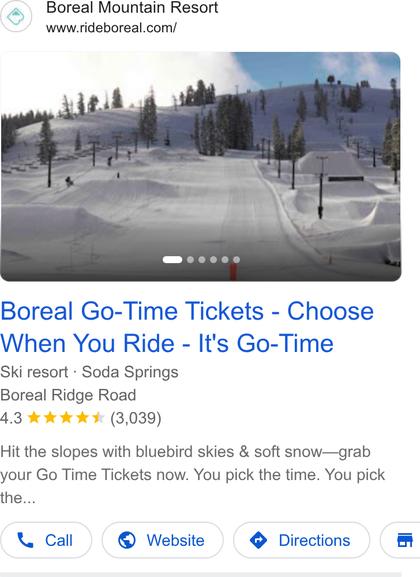 Boreal Mountain Resort
www.rideboreal.com/
Boreal Go-Time Tickets - Choose
When You Ride - It's Go-Time
Ski resort · Soda Springs
Boreal Ridge Road
4.3 (3,039)
Hit the slopes with bluebird skies & soft snow—grab
your Go Time Tickets now. You pick the time. You pick
the...
Call Website Directions